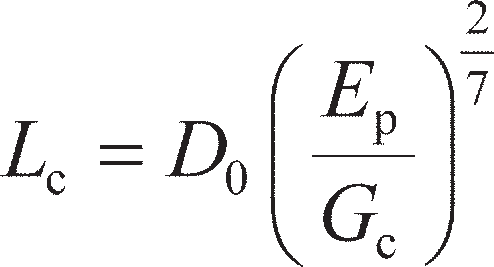 L_c = D_0 (E_p / G_c)^{2/7}